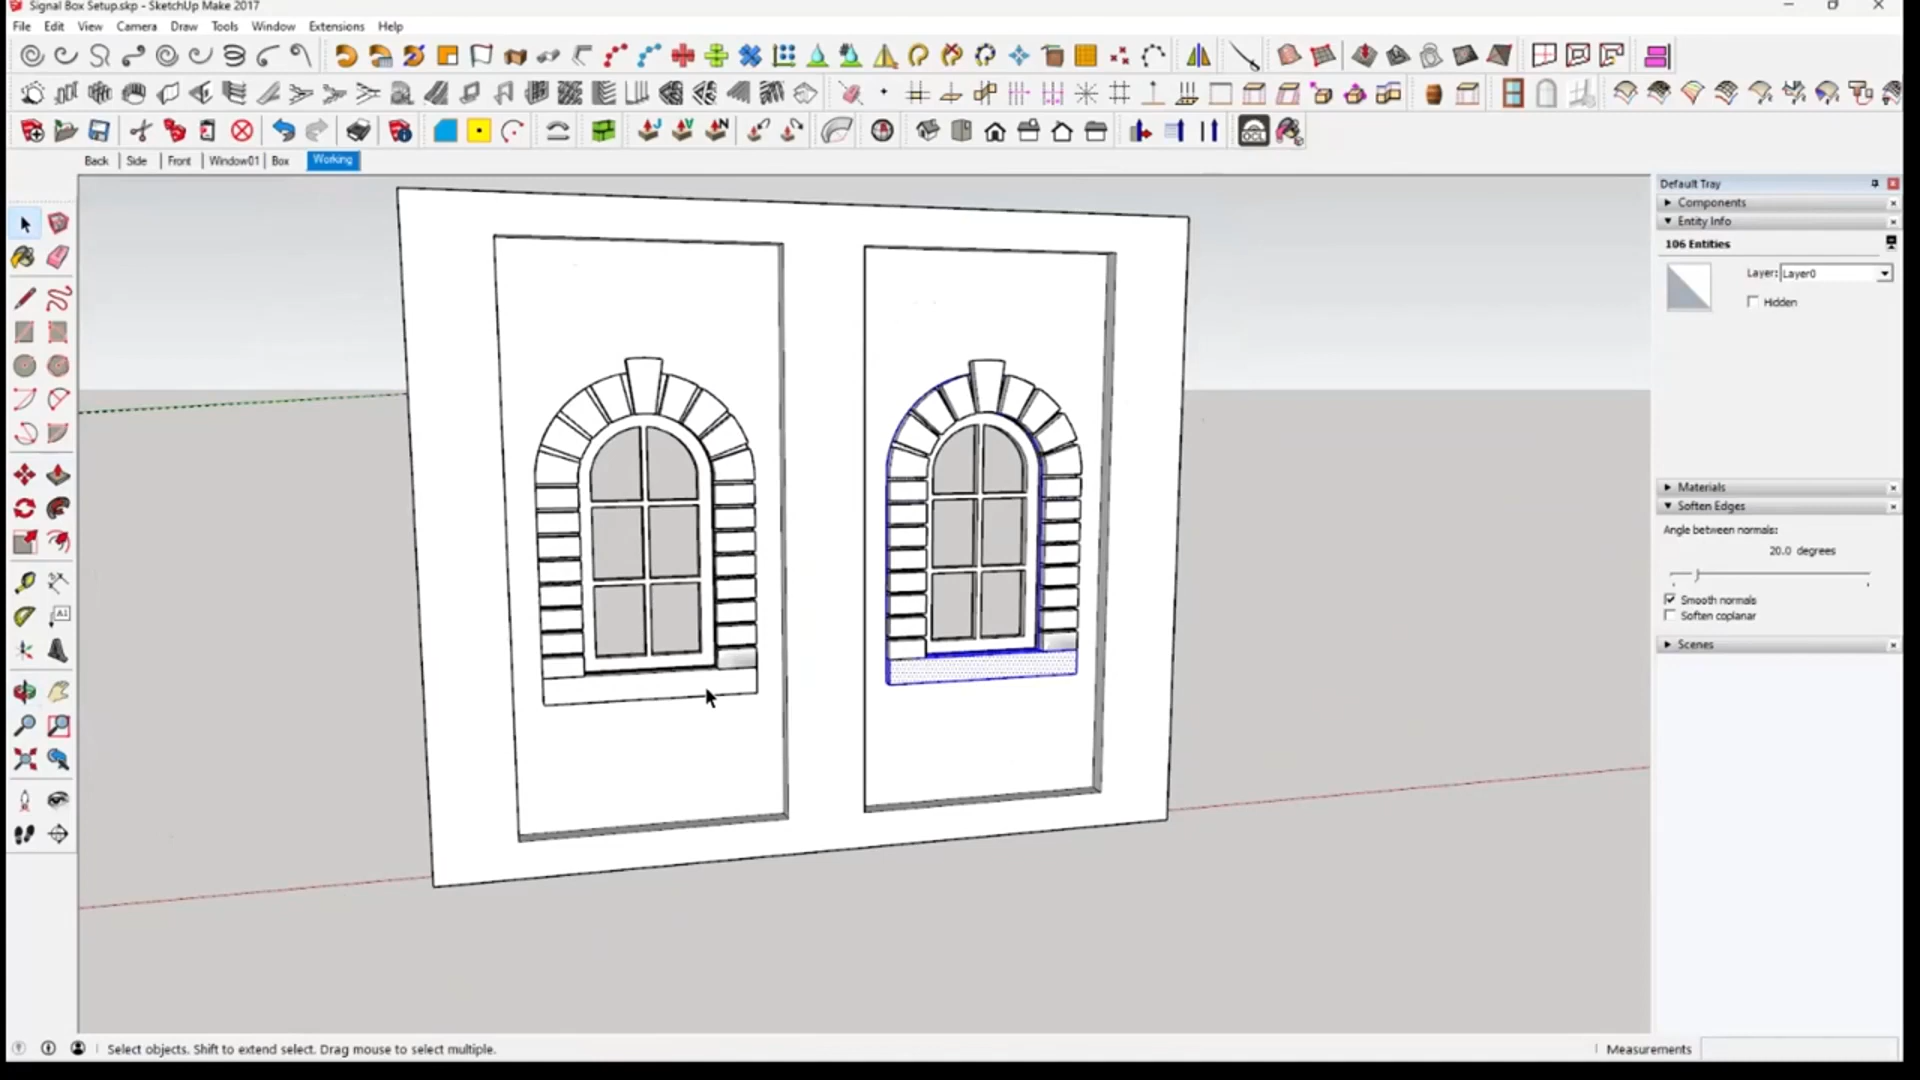 Signal Box Setup.skp - SketchUp Make 2017
File Edit View Camera Draw Tools Window Extensions Help
Back Side Front Window01 Box Working
Default Tray
Components
Entity Info
106 Entities
Layer: Layer0
Hidden
Materials
Soften Edges
Angle between normals:
20.0 degrees
Smooth normals
Soften coplanar
Scenes
Select objects. Shift to extend select. Drag mouse to select multiple.
Measurements